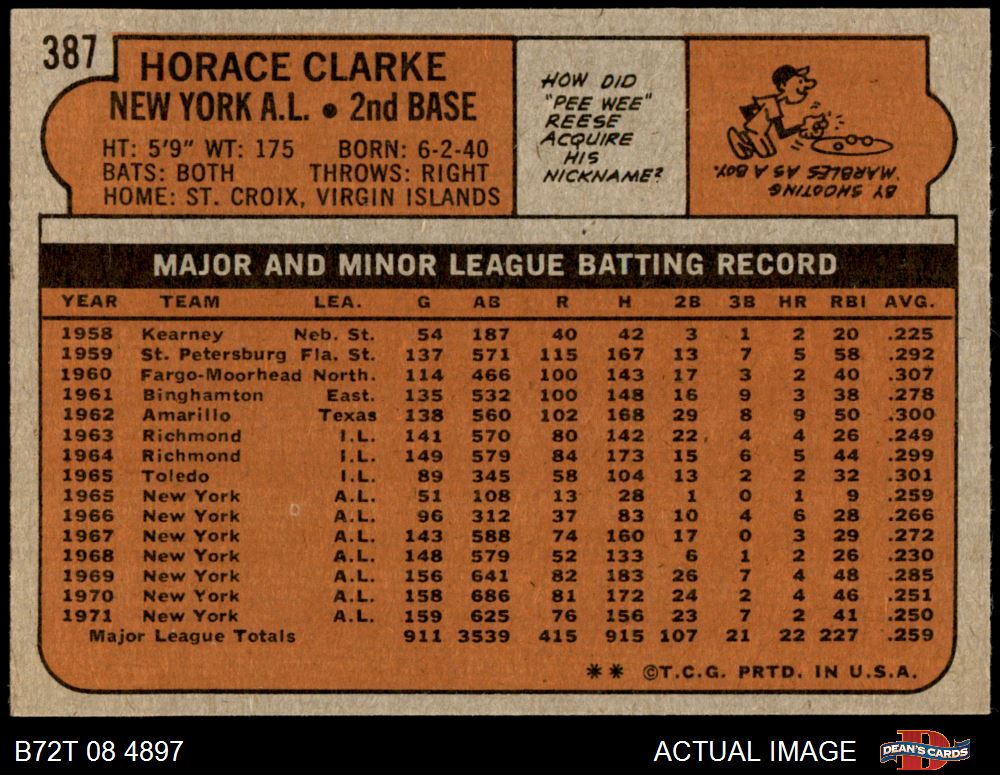 387
HORACE CLARKE
NEW YORK A.L. • 2nd BASE
HT: 5'9" WT: 175 BORN: 6-2-40
BATS: BOTH THROWS: RIGHT
HOME: ST. CROIX, VIRGIN ISLANDS
HOW DID
"PEE WEE"
REESE
ACQUIRE
HIS
NICKNAME?
BY SHOOTING
MARBLES AS A BOY.
MAJOR AND MINOR LEAGUE BATTING RECORD
YEAR TEAM LEA. G AB R H 2B 3B HR RBI AVG.
1958 Kearney Neb. St. 54 187 40 42 3 1 2 20 .225
1959 St. Petersburg Fla. St. 137 571 115 167 13 7 5 58 .292
1960 Fargo-Moorhead North. 114 466 100 143 17 3 2 40 .307
1961 Binghamton East. 135 532 100 148 16 9 3 38 .278
1962 Amarillo Texas 138 560 102 168 29 8 9 50 .300
1963 Richmond I.L. 141 570 80 142 22 4 4 26 .249
1964 Richmond I.L. 149 579 84 173 15 6 5 44 .299
1965 Toledo I.L. 89 345 58 104 13 2 2 32 .301
1965 New York A.L. 51 108 13 28 1 0 1 9 .259
1966 New York A.L. 96 312 37 83 10 4 6 28 .266
1967 New York A.L. 143 588 74 160 17 0 3 29 .272
1968 New York A.L. 148 579 52 133 6 1 2 26 .230
1969 New York A.L. 156 641 82 183 26 7 4 48 .285
1970 New York A.L. 158 686 81 172 24 2 4 46 .251
1971 New York A.L. 159 625 76 156 23 7 2 41 .250
Major League Totals 911 3539 415 915 107 21 22 227 .259
** ©T.C.G. PRTD. IN U.S.A.
B72T 08 4897
ACTUAL IMAGE
DEAN'S CARDS